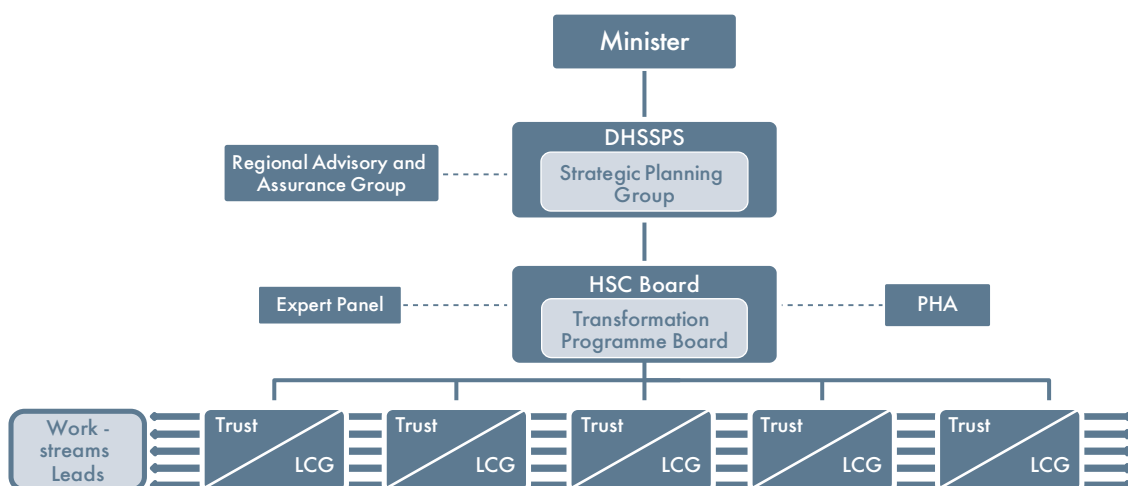 Minister
DHSSPS
Regional Advisory and
Assurance Group
Strategic Planning
Group
HSC Board
Expert Panel
Transformation
Programme Board
PHA
Work -
streams
Leads
Trust
LCG
Trust
LCG
Trust
LCG
Trust
LCG
Trust
LCG